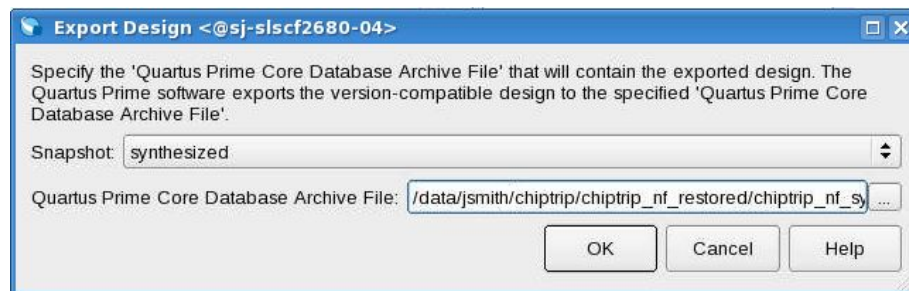 Export Design <@sj-slscf2680-04>
Specify the 'Quartus Prime Core Database Archive File' that will contain the exported design. The
Quartus Prime software exports the version-compatible design to the specified 'Quartus Prime Core
Database Archive File'.
Snapshot: synthesized
Quartus Prime Core Database Archive File: /data/jsmith/chiptrip/chiptrip_nf_restored/chiptrip_nf_sy ...
OK Cancel Help